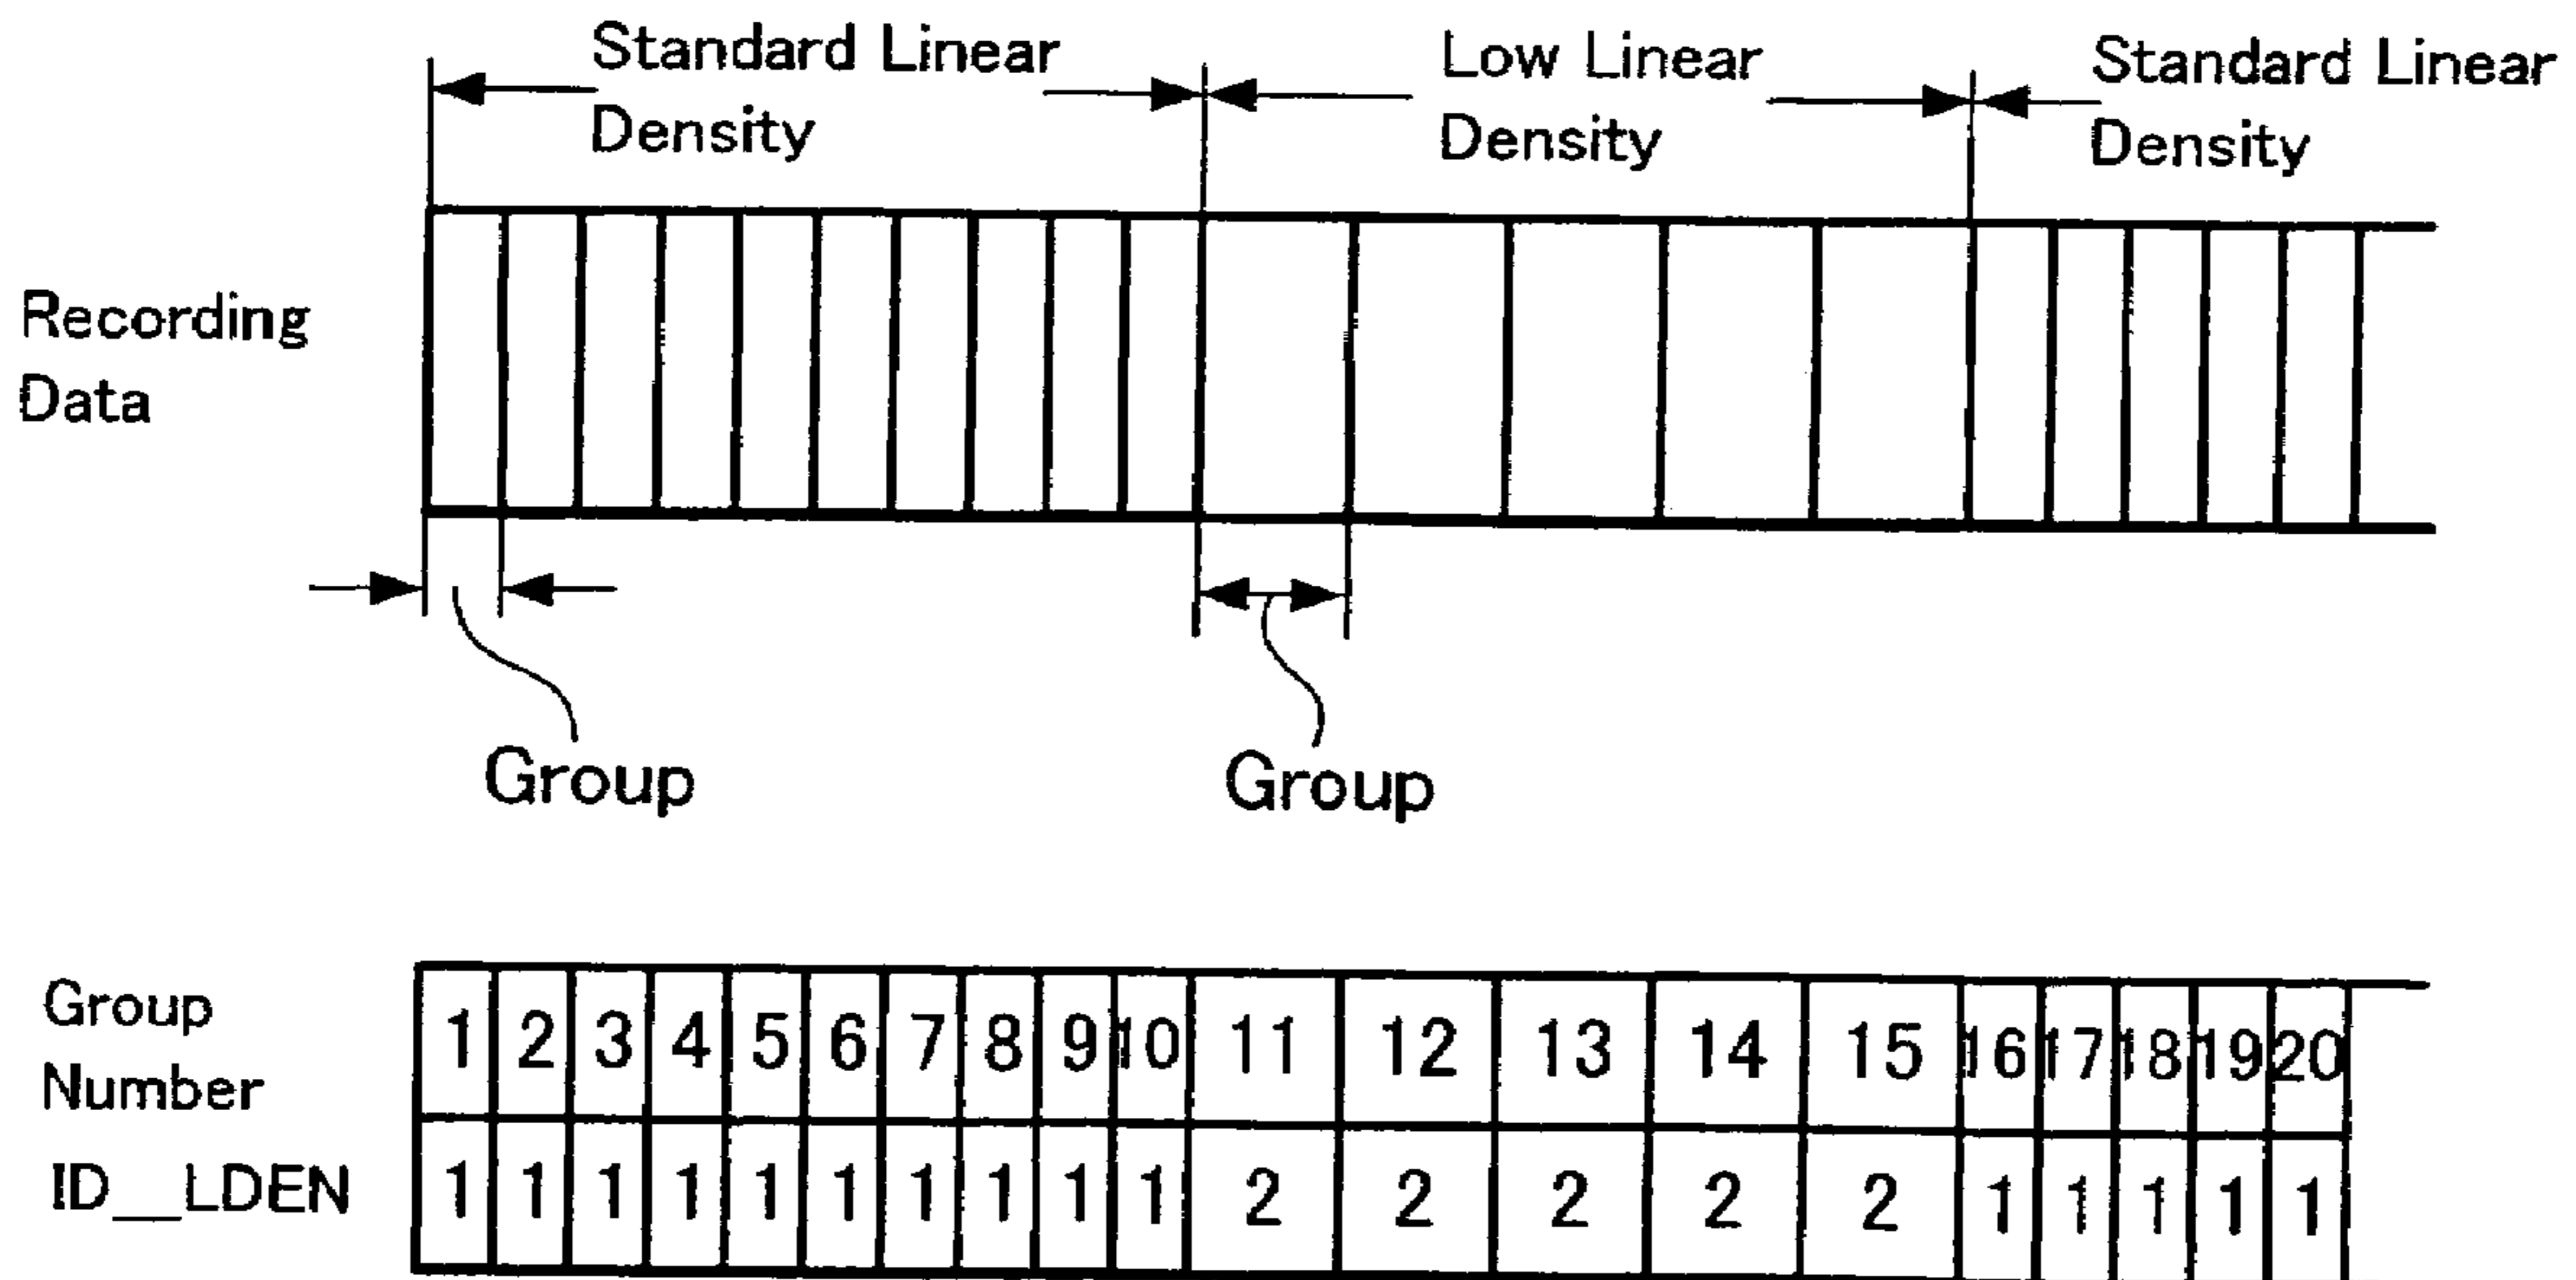 Standard Linear
Density
Low Linear
Density
Standard Linear
Density
Recording
Data
Group
Group
Group
Number
1 2 3 4 5 6 7 8 9 10 11 12 13 14 15 16 17 18 19 20
ID__LDEN
1 1 1 1 1 1 1 1 1 1 2 2 2 2 2 1 1 1 1 1